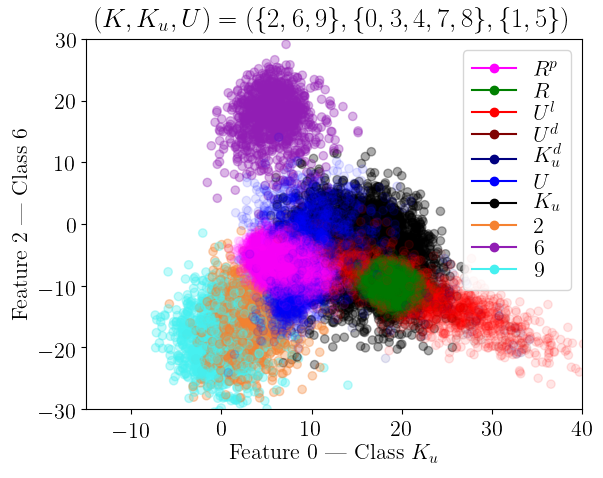 (K, K_u, U) = ({2, 6, 9}, {0, 3, 4, 7, 8}, {1, 5})
30
20
10
0
−10
−20
−30
Feature 2 — Class 6
R^p
R
U^l
U^d
K_u^d
U
K_u
2
6
9
−10 0 10 20 30 40
Feature 0 — Class K_u